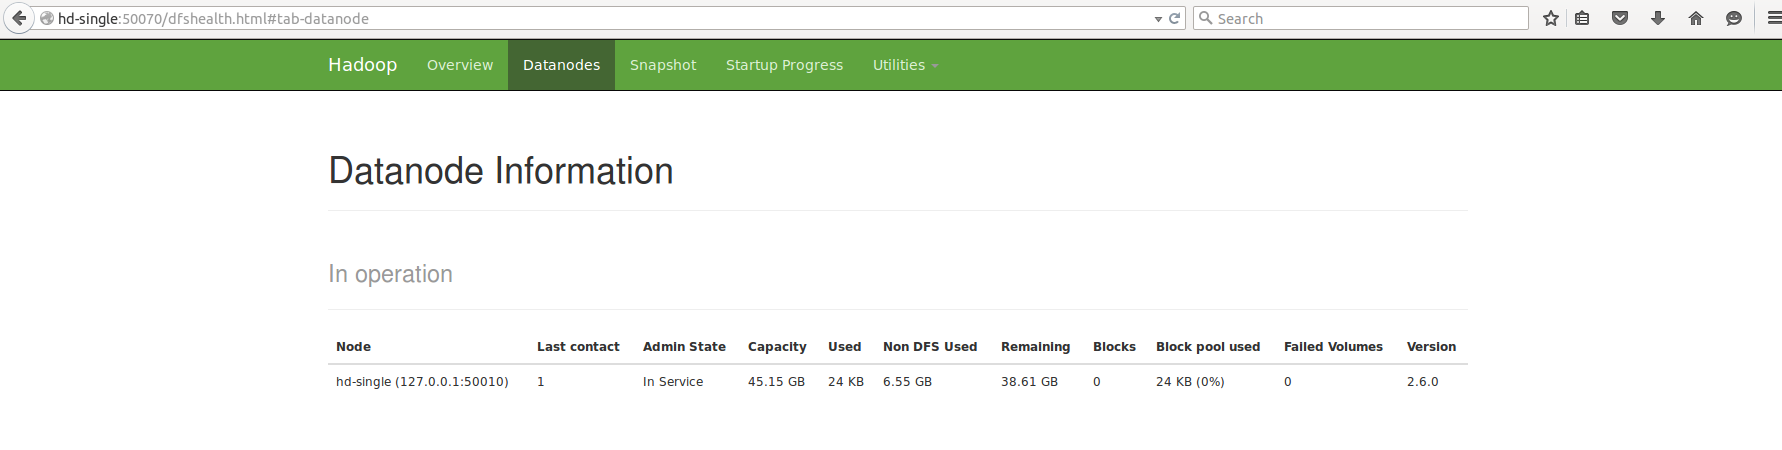 hd-single:50070/dfshealth.html#tab-datanode Search
Hadoop Overview Datanodes Snapshot Startup Progress Utilities
Datanode Information
In operation
Node Last contact Admin State Capacity Used Non DFS Used Remaining Blocks Block pool used Failed Volumes Version
hd-single (127.0.0.1:50010) 1 In Service 45.15 GB 24 KB 6.55 GB 38.61 GB 0 24 KB (0%) 0 2.6.0